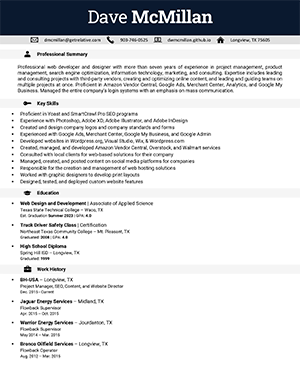 Dave McMillan
dmcmillan@getrelative.com 903-746-0525 davmcmillan.github.io Longview, TX 75605
Professional Summary
Professional web developer and designer with more than seven years of experience in project management,
product management, search engine optimization, information technology, marketing, and consulting. Expertise includes leading
and consulting projects with third-party vendors, creating and optimizing digital content, and leading and guiding teams on
multiple projects at once. Proficient in Amazon Vendor Central, Google Ads, Merchant Center, Analytics, and Google My
Business. Managed the entire company's login systems with an emphasis on mass communication.
Key Skills
Proficient in Yoast and SmartCrawl Pro SEO programs
Experience with Photoshop, Adobe XD, Adobe Illustrator, and Adobe InDesign
Created and design company logos and company standards and forms
Experienced with Google Ads, Merchant Center, Google My Business, and Google Admin
Developed websites in Wordpress.org, Visual Studio, Wix, & Wordpress.com
Created, managed, and developed Amazon Vendor Central, Overstock, and Walmart services
Consulted with local clients for web-based solutions for their company
Managed, created, and posted content on social media platforms for companies
Responsible for the creation and management of web hosting solutions
Worked with graphic designers to develop print layouts
Designed, tested, and deployed custom website features
Education
Web Design and Development | Associate of Applied Science
Texas State Technical College – Waco, TX
Est. Graduation Summer 2023 | GPA: 4.0
Truck Driver Safety Class | Certification
Northeast Texas Community College – Mt. Pleasant, TX
Graduated: 2014 | GPA: 4.0
High School Diploma
Spring Hill ISD – Longview, TX
Graduated: 1999
Work History
BH-USA – Longview, TX
Project Manager, SEO, Content, and Website Director
Dec. 2015 - Current
Jaguar Energy Services – Midland, TX
Flowback Supervisor
May 2015 - Dec. 2015
Warrior Energy Services – Jourdanton, TX
Flowback Supervisor
May 2014 - May 2015
Bronco Oilfield Services – Longview, TX
Flowback Operator
Aug. 2012 - Mar. 2014